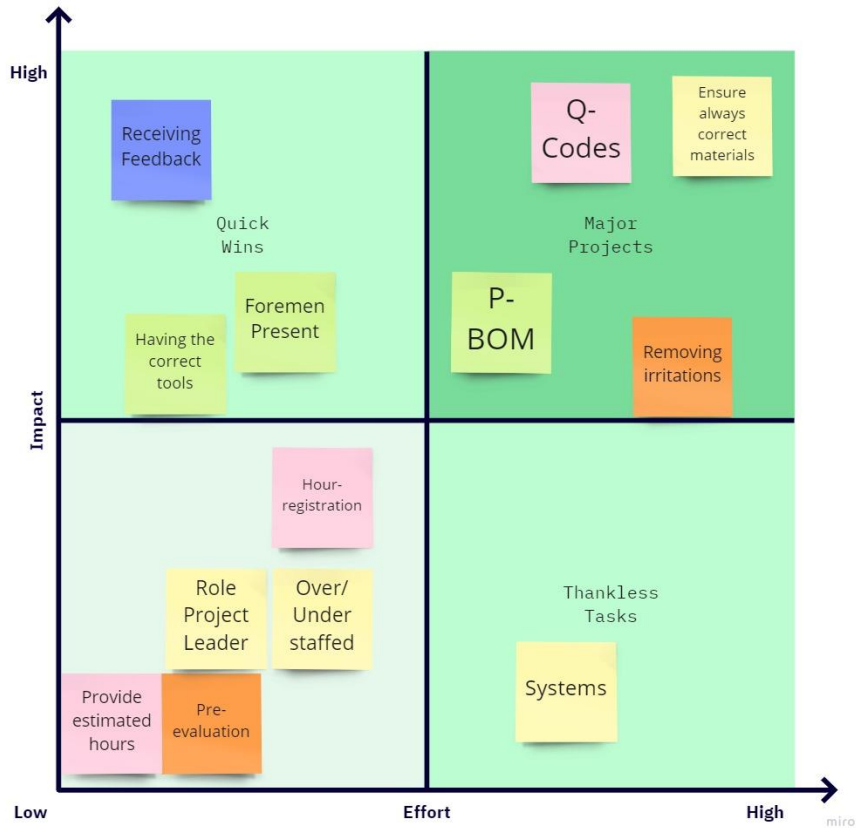 High
Receiving
Feedback
Q-
Codes
Ensure
always
correct
materials
Quick
Wins
Major
Projects
Foremen
Present
Having the
correct
tools
P-
BOM
Removing
irritations
Impact
Hour-
registration
Role
Project
Leader
Over/
Under
staffed
Thankless
Tasks
Provide
estimated
hours
Pre-
evaluation
Systems
Low
Effort
High
miro